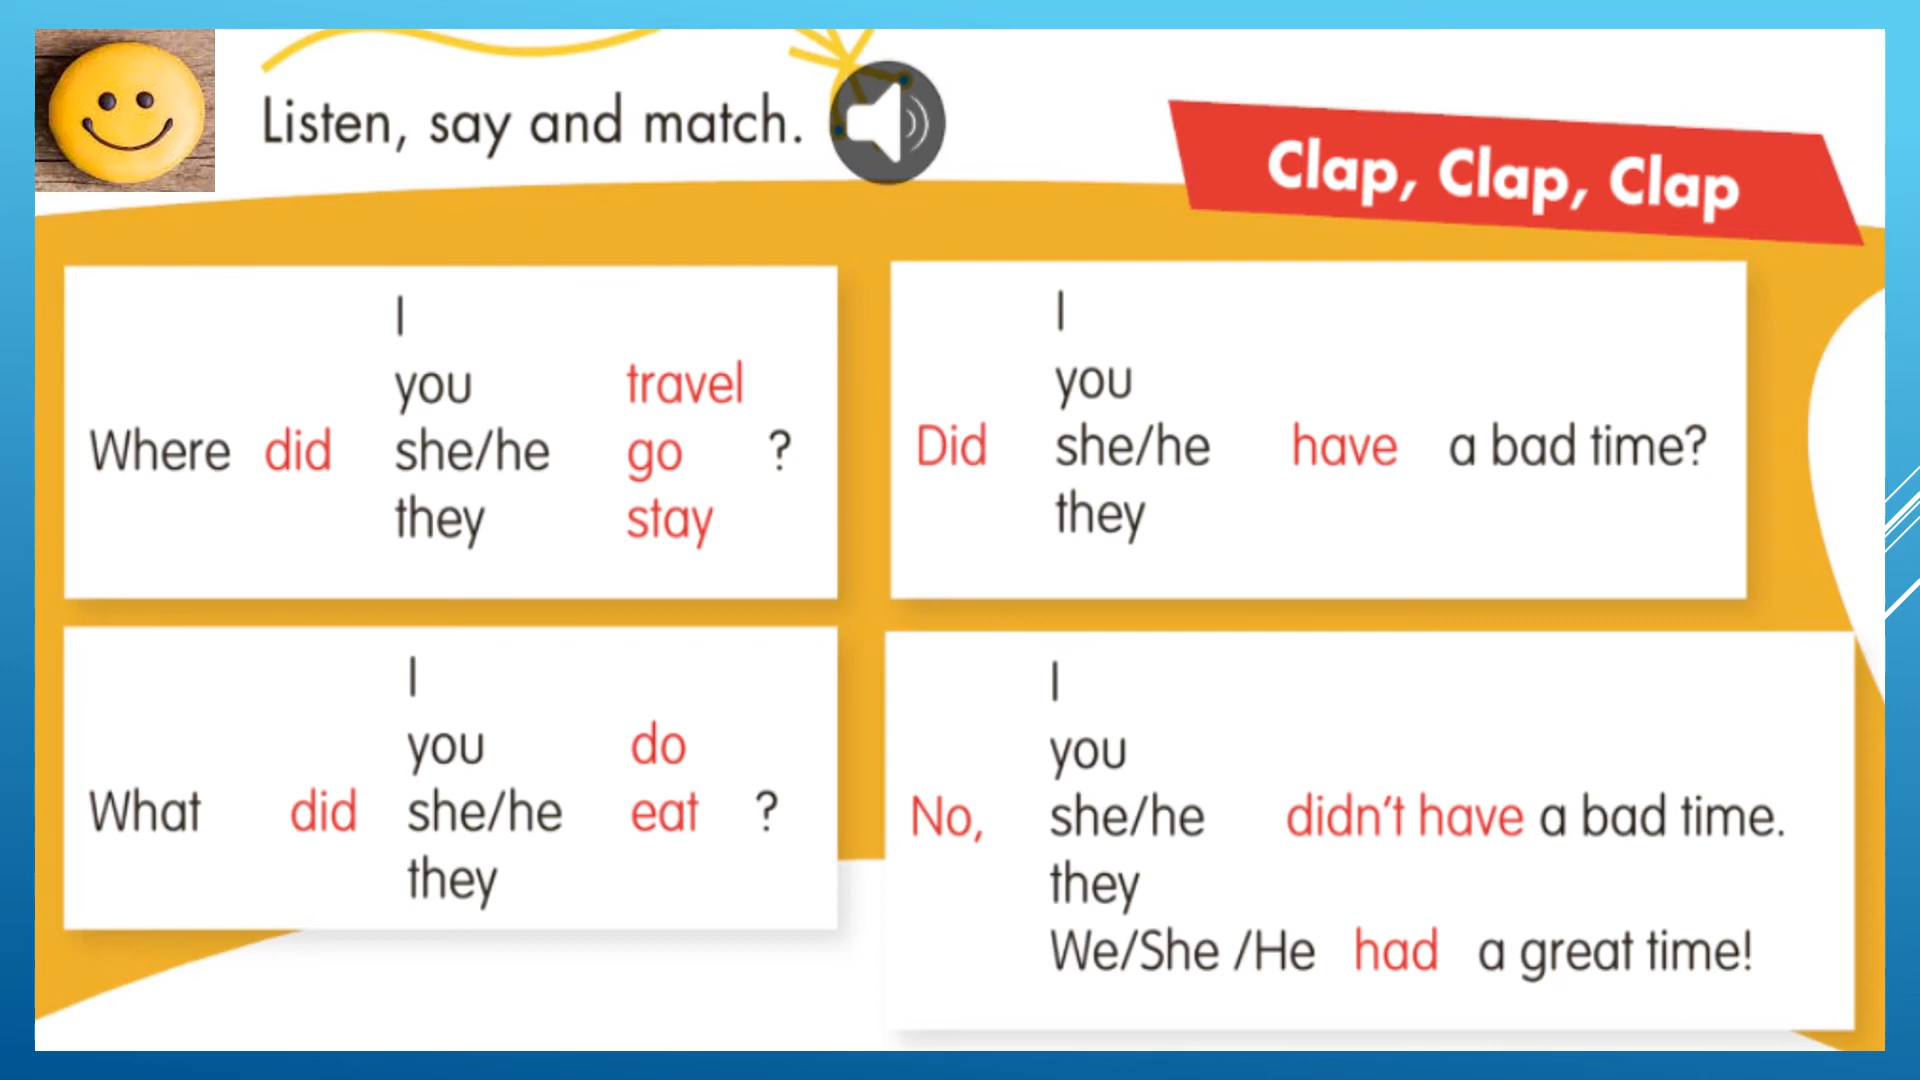 Listen, say and match.
Clap, Clap, Clap
I
you travel
Where did she/he go ?
they stay
I
you
Did she/he have a bad time?
they
I
you do
What did she/he eat ?
they
I
you
No, she/he didn't have a bad time.
they
We/She /He had a great time!